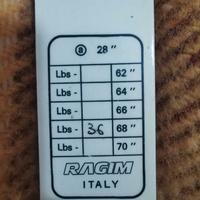 ⓐ 28"
Lbs - 62"
Lbs - 64"
Lbs - 66"
Lbs - 36 68"
Lbs - 70"
RAGIM
ITALY